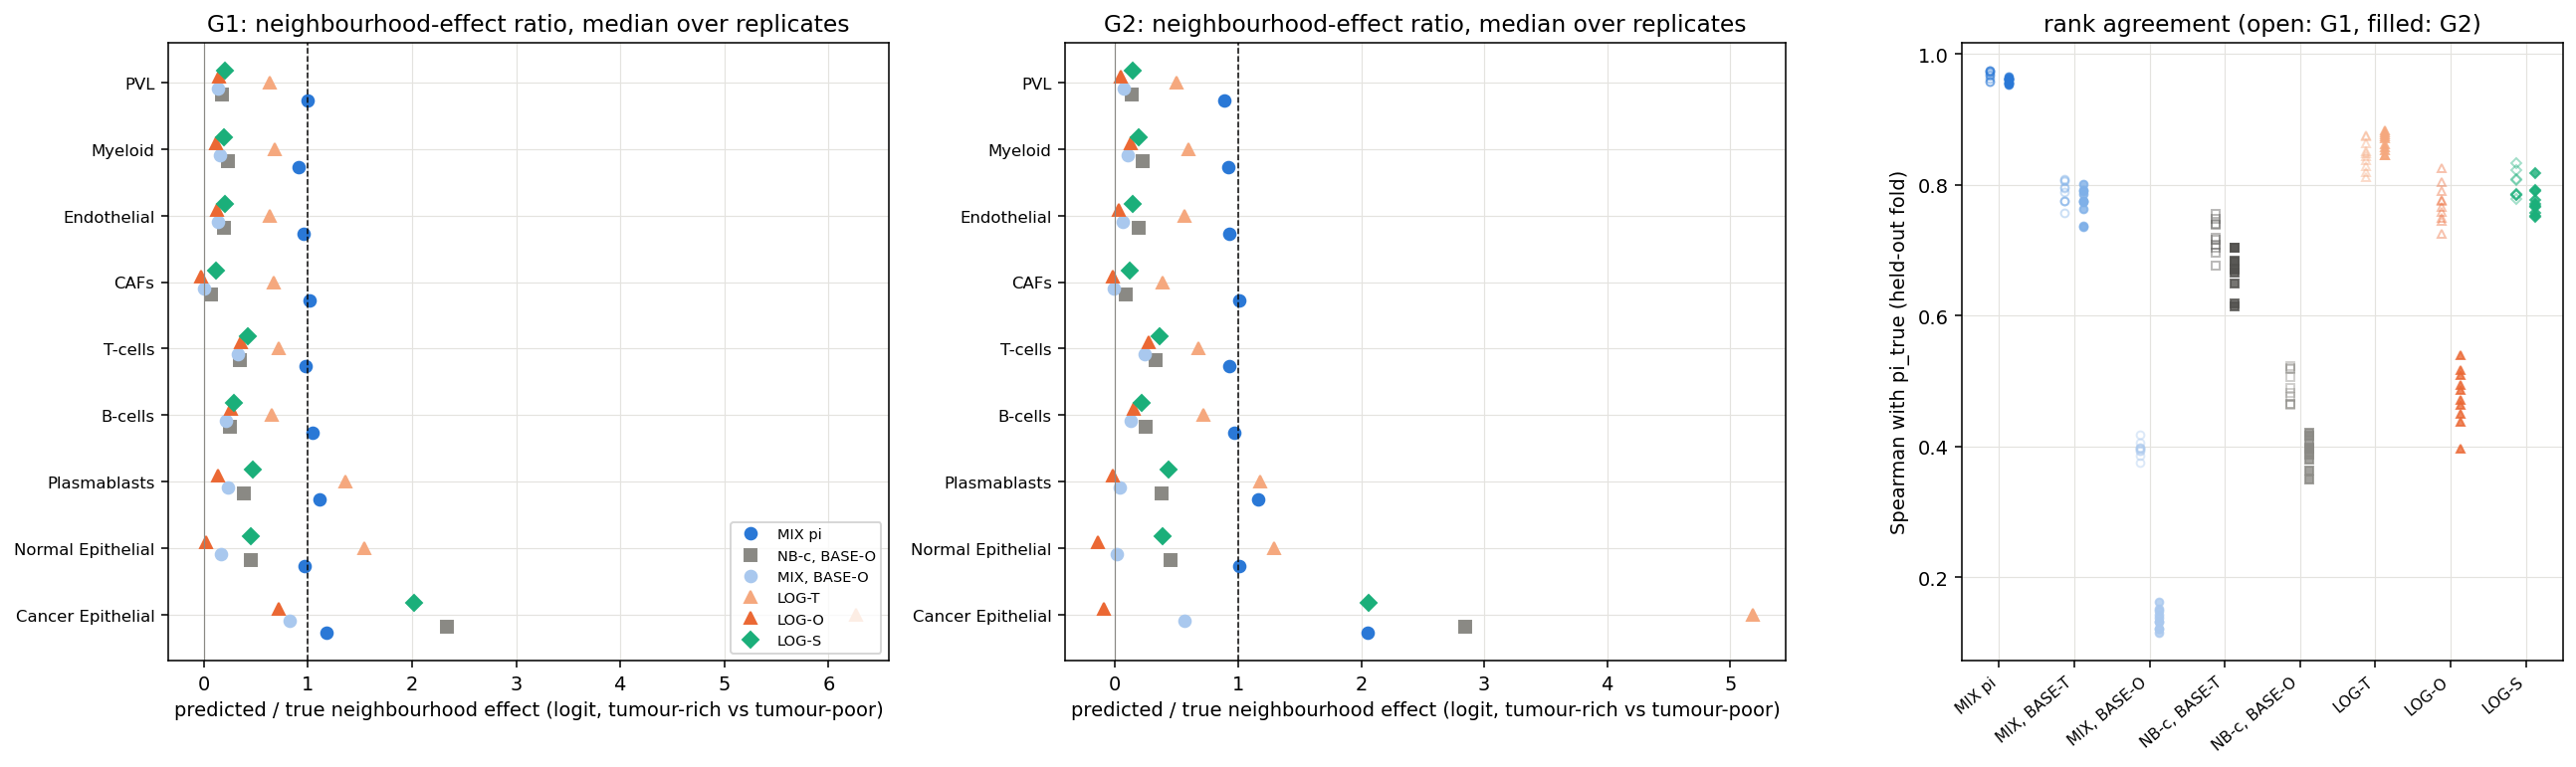 G1: neighbourhood-effect ratio, median over replicates
PVL
Myeloid
Endothelial
CAFs
T-cells
B-cells
Plasmablasts
Normal Epithelial
Cancer Epithelial
MIX pi
NB-c, BASE-O
MIX, BASE-O
LOG-T
LOG-O
LOG-S
0 1 2 3 4 5 6
predicted / true neighbourhood effect (logit, tumour-rich vs tumour-poor)
G2: neighbourhood-effect ratio, median over replicates
PVL
Myeloid
Endothelial
CAFs
T-cells
B-cells
Plasmablasts
Normal Epithelial
Cancer Epithelial
0 1 2 3 4 5
predicted / true neighbourhood effect (logit, tumour-rich vs tumour-poor)
rank agreement (open: G1, filled: G2)
Spearman with pi_true (held-out fold)
1.0
0.8
0.6
0.4
0.2
MIX pi
MIX, BASE-T
MIX, BASE-O
NB-c, BASE-T
NB-c, BASE-O
LOG-T
LOG-O
LOG-S